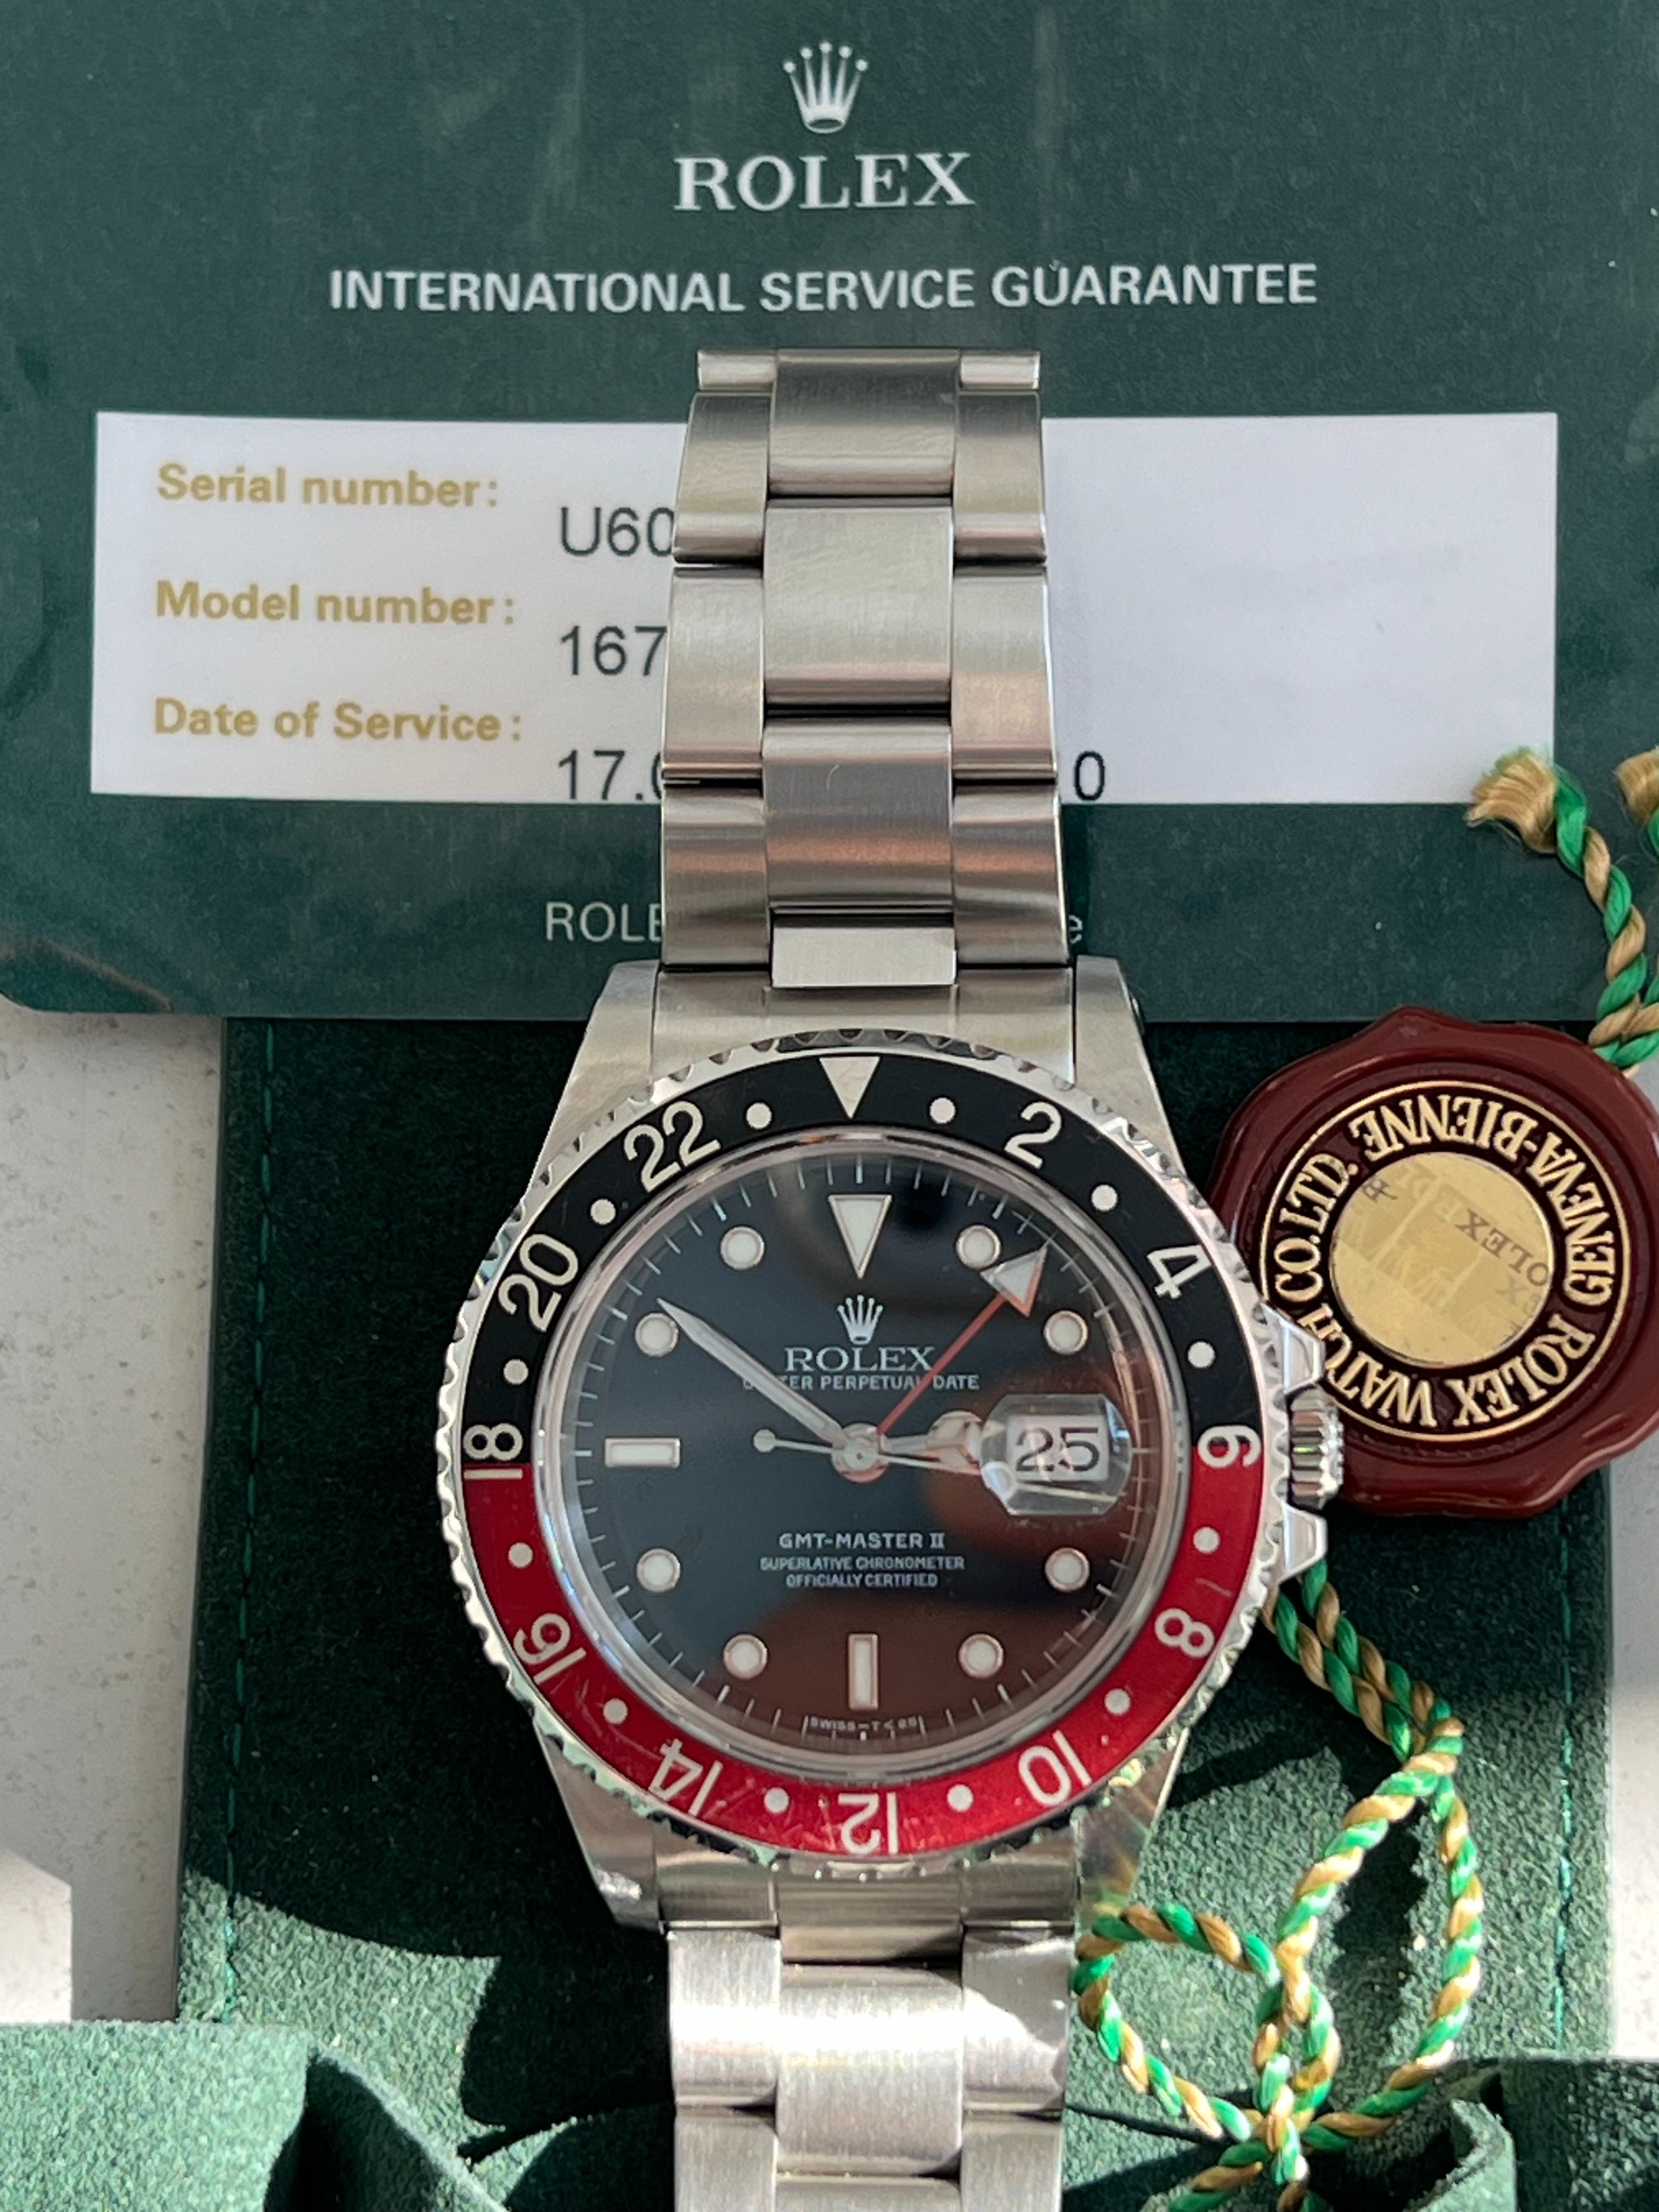 ROLEX
INTERNATIONAL SERVICE GUARANTEE
Serial number:
U60
Model number:
167
Date of Service:
17.0 0
ROLE e
2
4
6
8
10
12
14
16
18
20
22
ROLEX
OYSTER PERPETUAL DATE
25
GMT-MASTER II
SUPERLATIVE CHRONOMETER
OFFICIALLY CERTIFIED
SWISS-T<25
ROLEX WATCH CO. LTD. GENEVA-BIENNE
ROLEX